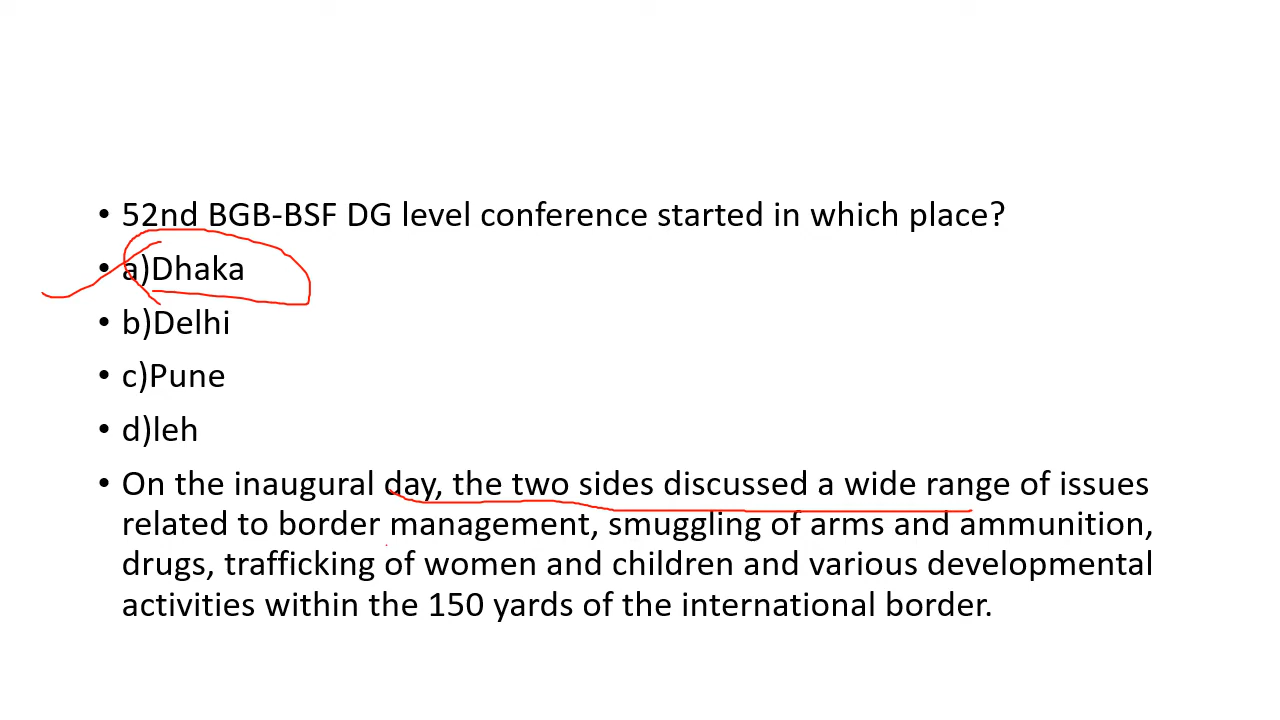 • 52nd BGB-BSF DG level conference started in which place?
• a)Dhaka
• b)Delhi
• c)Pune
• d)leh
• On the inaugural day, the two sides discussed a wide range of issues
related to border management, smuggling of arms and ammunition,
drugs, trafficking of women and children and various developmental
activities within the 150 yards of the international border.